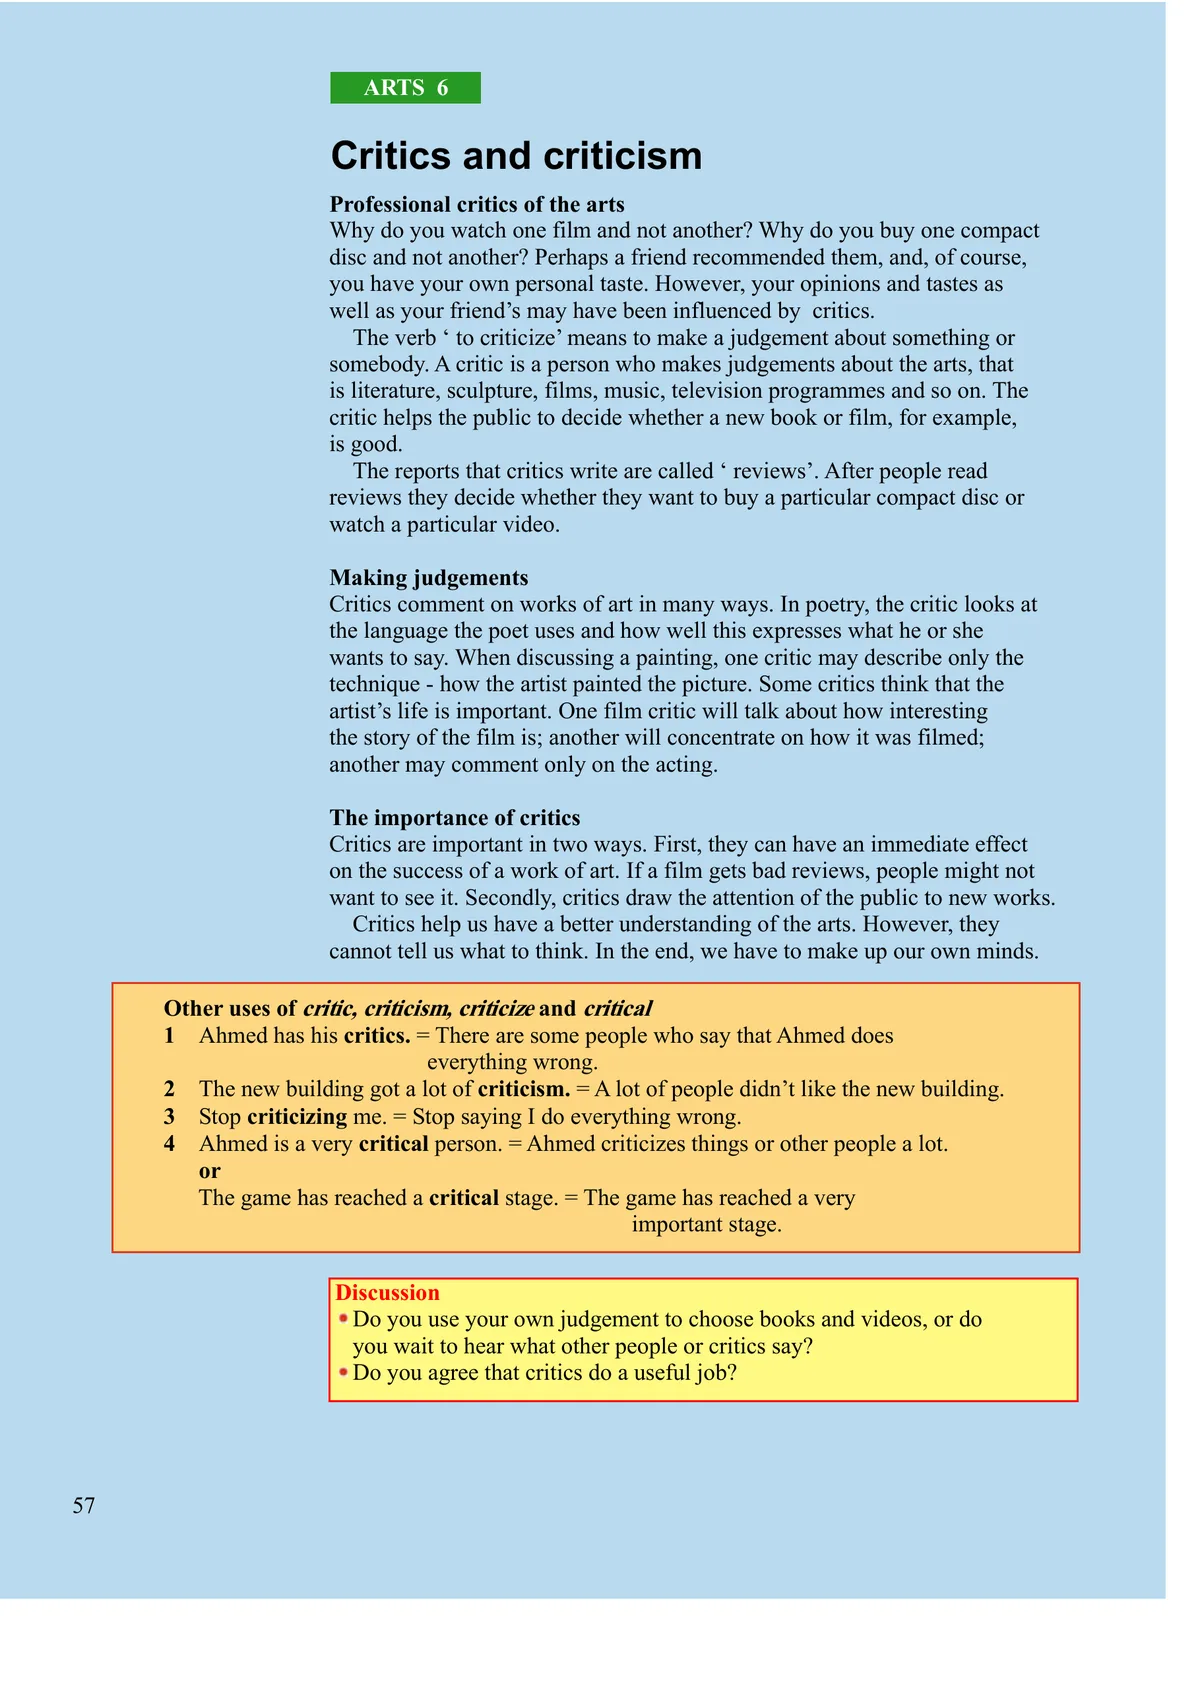 ARTS 6
Critics and criticism
Professional critics of the arts
Why do you watch one film and not another? Why do you buy one compact
disc and not another? Perhaps a friend recommended them, and, of course,
you have your own personal taste. However, your opinions and tastes as
well as your friend’s may have been influenced by critics.
The verb ‘ to criticize’ means to make a judgement about something or
somebody. A critic is a person who makes judgements about the arts, that
is literature, sculpture, films, music, television programmes and so on. The
critic helps the public to decide whether a new book or film, for example,
is good.
The reports that critics write are called ‘ reviews’. After people read
reviews they decide whether they want to buy a particular compact disc or
watch a particular video.
Making judgements
Critics comment on works of art in many ways. In poetry, the critic looks at
the language the poet uses and how well this expresses what he or she
wants to say. When discussing a painting, one critic may describe only the
technique - how the artist painted the picture. Some critics think that the
artist’s life is important. One film critic will talk about how interesting
the story of the film is; another will concentrate on how it was filmed;
another may comment only on the acting.
The importance of critics
Critics are important in two ways. First, they can have an immediate effect
on the success of a work of art. If a film gets bad reviews, people might not
want to see it. Secondly, critics draw the attention of the public to new works.
Critics help us have a better understanding of the arts. However, they
cannot tell us what to think. In the end, we have to make up our own minds.
Other uses of critic, criticism, criticize and critical
1 Ahmed has his critics. = There are some people who say that Ahmed does
everything wrong.
2 The new building got a lot of criticism. = A lot of people didn’t like the new building.
3 Stop criticizing me. = Stop saying I do everything wrong.
4 Ahmed is a very critical person. = Ahmed criticizes things or other people a lot.
or
The game has reached a critical stage. = The game has reached a very
important stage.
Discussion
• Do you use your own judgement to choose books and videos, or do
you wait to hear what other people or critics say?
• Do you agree that critics do a useful job?
57